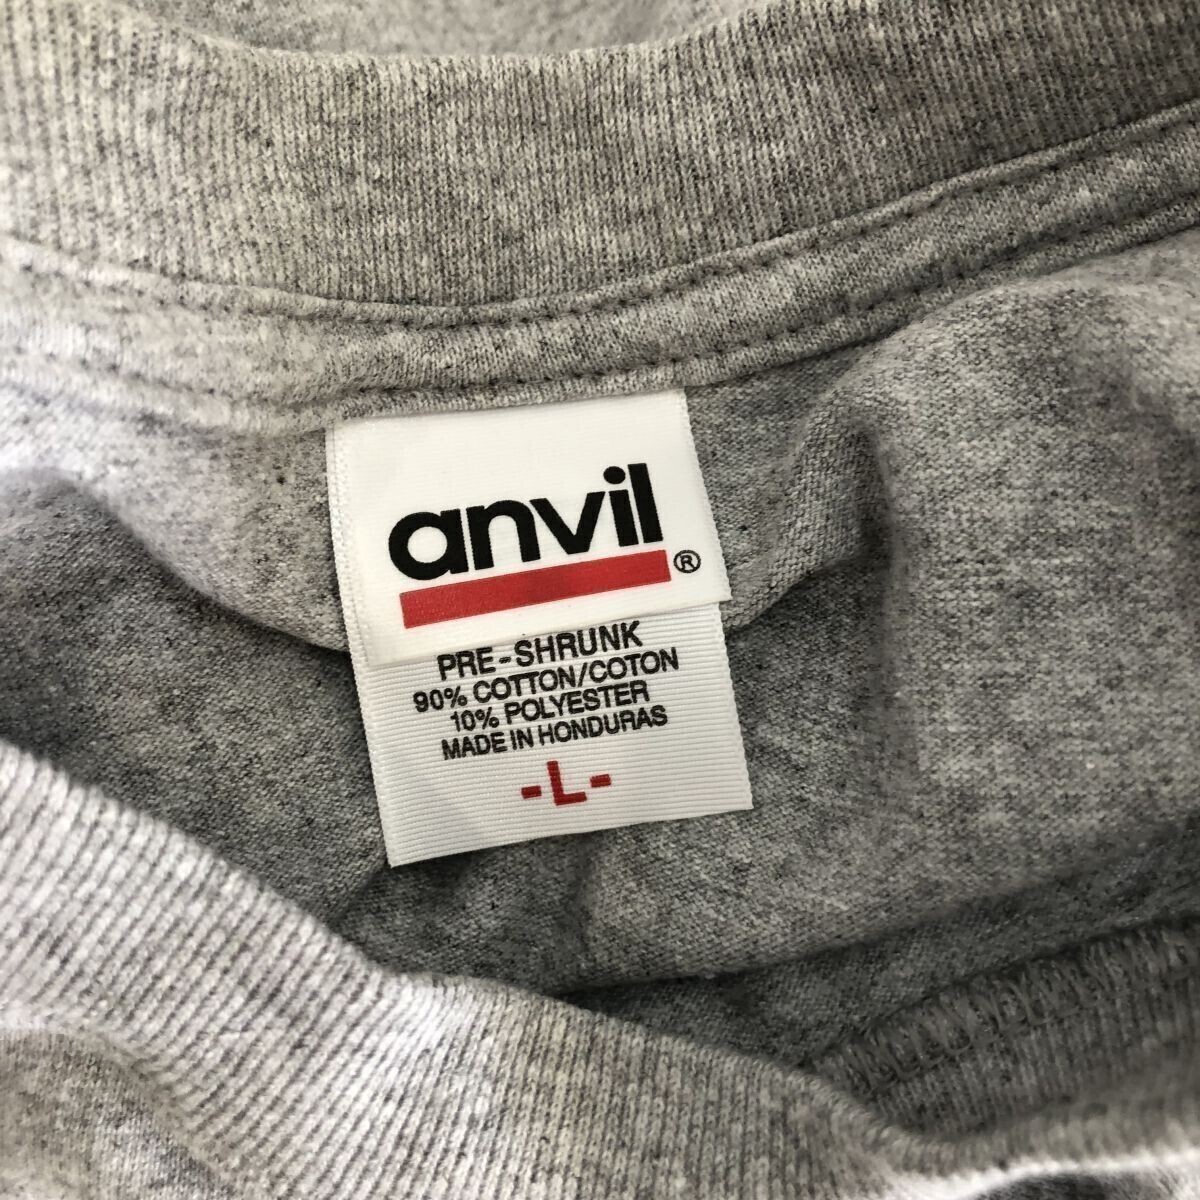 anvil®
PRE-SHRUNK
90% COTTON/COTON
10% POLYESTER
MADE IN HONDURAS
-L-